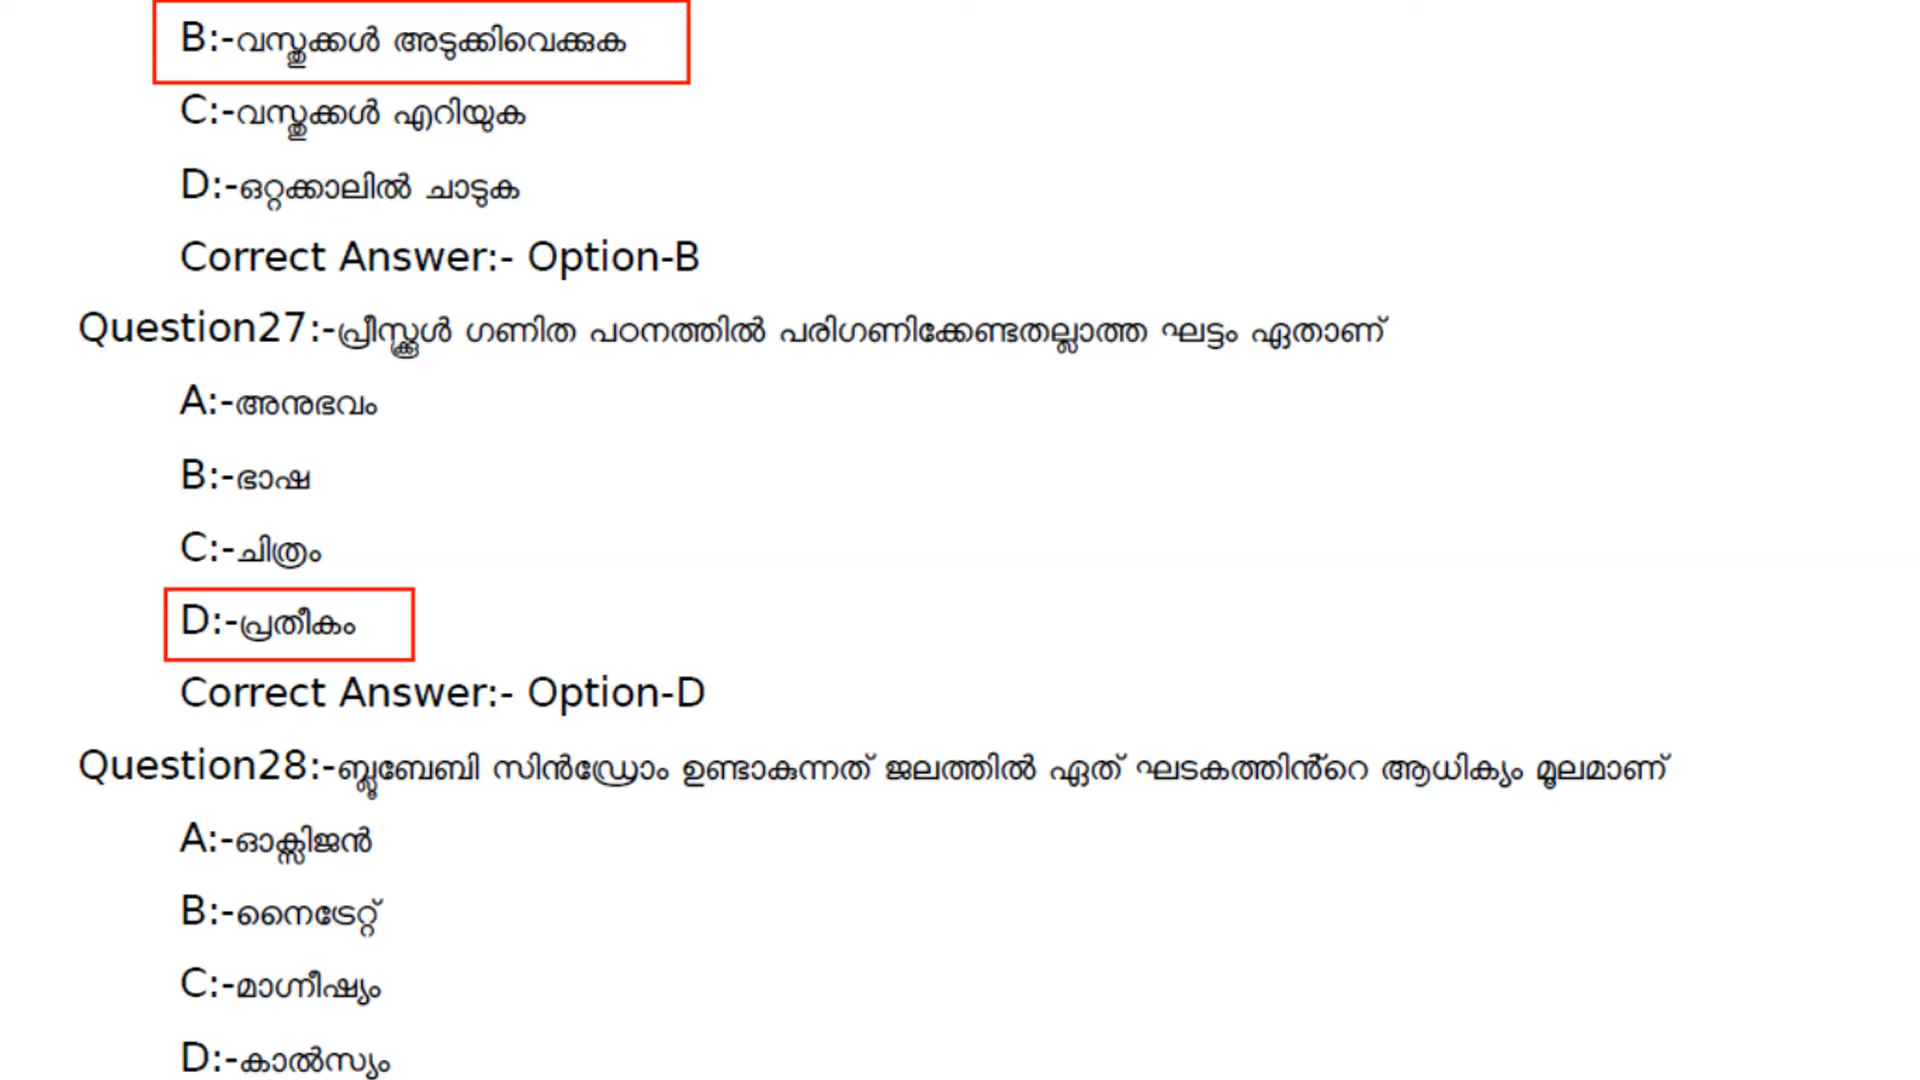 B:-വസ്തുക്കൾ അടുക്കിവെക്കുക
C:-വസ്തുക്കൾ എറിയുക
D:-ഒറ്റക്കാലിൽ ചാടുക
Correct Answer:- Option-B
Question27:-പ്രീസ്ക്കൂൾ ഗണിത പഠനത്തിൽ പരിഗണിക്കേണ്ടതല്ലാത്ത ഘട്ടം ഏതാണ്
A:-അനുഭവം
B:-ഭാഷ
C:-ചിത്രം
D:-പ്രതീകം
Correct Answer:- Option-D
Question28:-ബ്ലൂബേബി സിൻഡ്രോം ഉണ്ടാകുന്നത് ജലത്തിൽ ഏത് ഘടകത്തിൻ്റെ ആധിക്യം മൂലമാണ്
A:-ഓക്സിജൻ
B:-നൈട്രേറ്റ്
C:-മാഗ്നീഷ്യം
D:-കാൽസ്യം